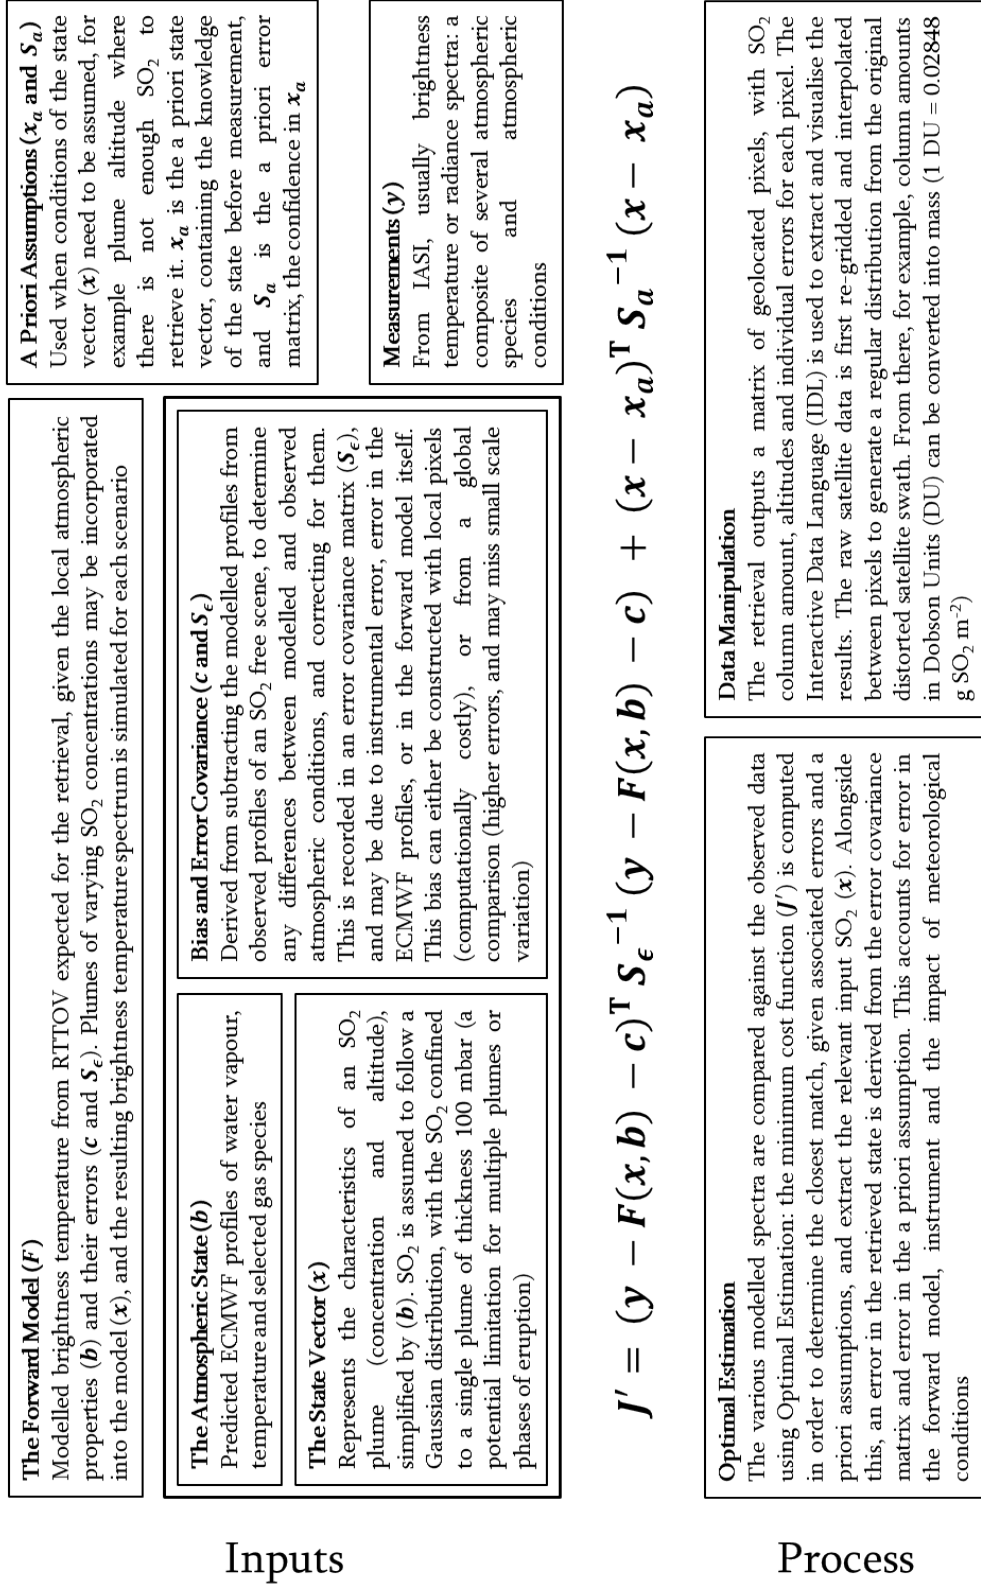 Inputs
The Forward Model (F)
Modelled brightness temperature from RTTOV expected for the retrieval, given the local atmospheric
properties (b) and their errors (c and Sϵ). Plumes of varying SO₂ concentrations may be incorporated
into the model (x), and the resulting brightness temperature spectrum is simulated for each scenario
The Atmospheric State (b)
Predicted ECMWF profiles of water vapour,
temperature and selected gas species
The State Vector (x)
Represents the characteristics of an SO₂
plume (concentration and altitude),
simplified by (b). SO₂ is assumed to follow a
Gaussian distribution, with the SO₂ confined
to a single plume of thickness 100 mbar (a
potential limitation for multiple plumes or
phases of eruption)
Bias and Error Covariance (c and Sϵ)
Derived from subtracting the modelled profiles from
observed profiles of an SO₂ free scene, to determine
any differences between modelled and observed
atmospheric conditions, and correcting for them.
This is recorded in an error covariance matrix (Sϵ),
and may be due to instrumental error, error in the
ECMWF profiles, or in the forward model itself.
This bias can either be constructed with local pixels
(computationally costly), or from a global
comparison (higher errors, and may miss small scale
variation)
A Priori Assumptions (xₐ and Sₐ)
Used when conditions of the state
vector (x) need to be assumed, for
example plume altitude where
there is not enough SO₂ to
retrieve it. xₐ is the a priori state
vector, containing the knowledge
of the state before measurement,
and Sₐ is the a priori error
matrix, the confidence in xₐ
Measurements (y)
From IASI, usually brightness
temperature or radiance spectra: a
composite of several atmospheric
species and atmospheric
conditions
J′ = (y − F(x, b) − c)ᵀ Sϵ⁻¹ (y − F(x, b) − c) + (x − xₐ)ᵀ Sₐ⁻¹ (x − xₐ)
Process
Optimal Estimation
The various modelled spectra are compared against the observed data
using Optimal Estimation: the minimum cost function (J′) is computed
in order to determine the closest match, given associated errors and a
priori assumptions, and extract the relevant input SO₂ (x). Alongside
this, an error in the retrieved state is derived from the error covariance
matrix and error in the a priori assumption. This accounts for error in
the forward model, instrument and the impact of meteorological
conditions
Data Manipulation
The retrieval outputs a matrix of geolocated pixels, with SO₂
column amount, altitudes and individual errors for each pixel. The
Interactive Data Language (IDL) is used to extract and visualise the
results. The raw satellite data is first re-gridded and interpolated
between pixels to generate a regular distribution from the original
distorted satellite swath. From there, for example, column amounts
in Dobson Units (DU) can be converted into mass (1 DU = 0.02848
g SO₂ m⁻²)